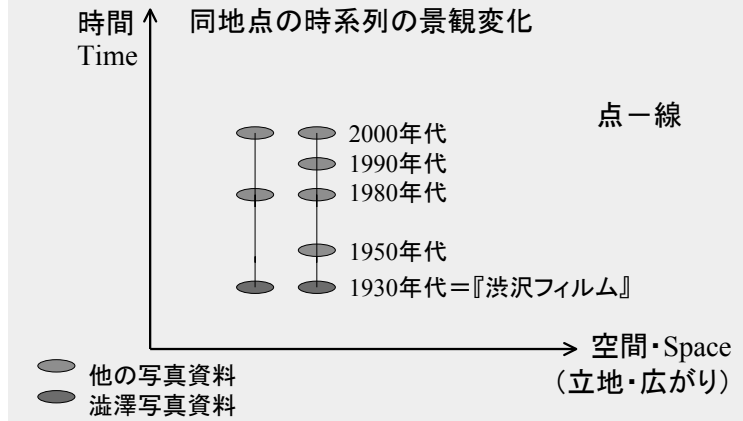 時間
Time
同地点の時系列の景観変化
点－線
2000年代
1990年代
1980年代
1950年代
1930年代＝『渋沢フィルム』
空間・Space
（立地・広がり）
他の写真資料
澁澤写真資料